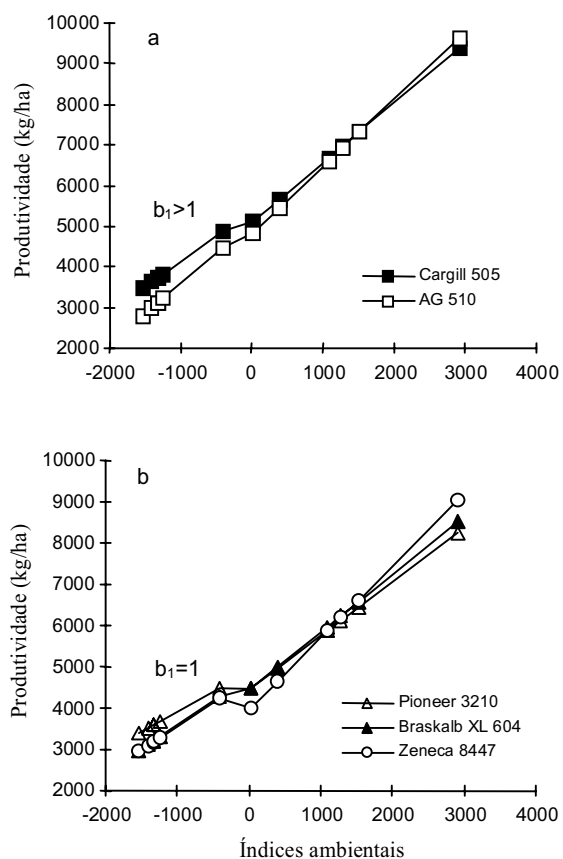 a
10000
9000
8000
7000
6000
5000
4000
3000
2000
Produtividade (kg/ha)
b₁>1
Cargill 505
AG 510
-2000 -1000 0 1000 2000 3000 4000
b
10000
9000
8000
7000
6000
5000
4000
3000
2000
Produtividade (kg/ha)
b₁=1
Pioneer 3210
Braskalb XL 604
Zeneca 8447
-2000 -1000 0 1000 2000 3000 4000
Índices ambientais